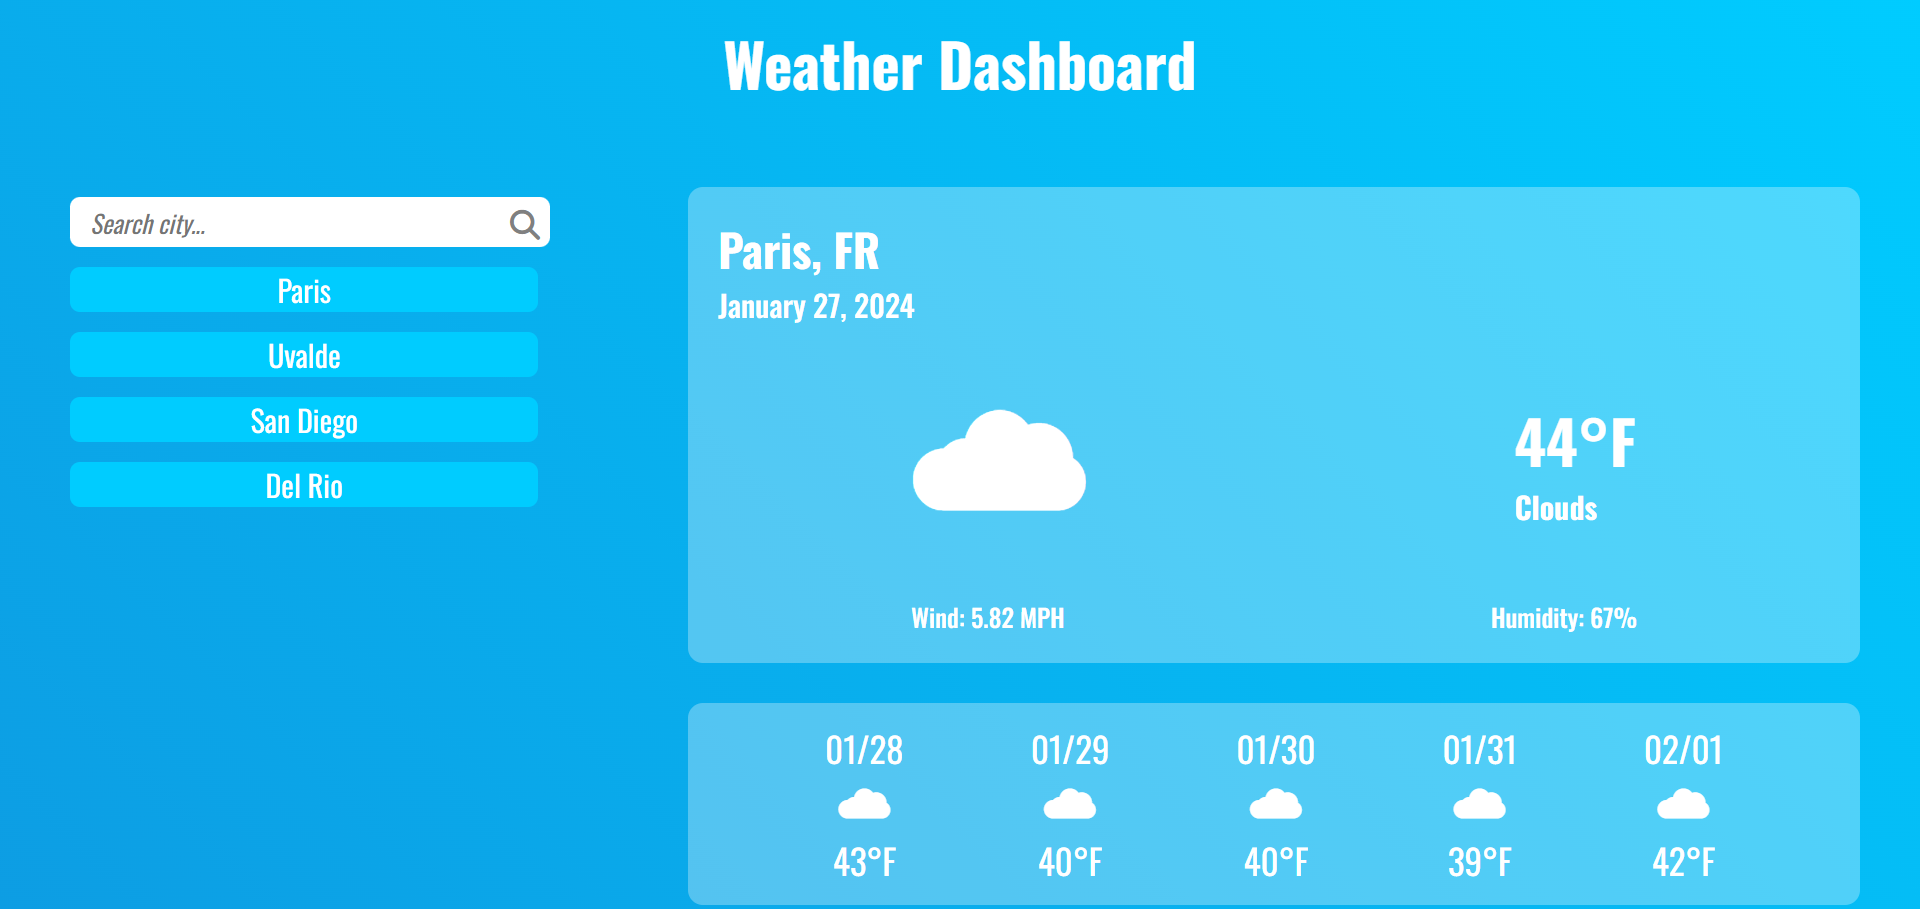 Weather Dashboard
Search city...
Paris
Uvalde
San Diego
Del Rio
Paris, FR
January 27, 2024
44°F
Clouds
Wind: 5.82 MPH
Humidity: 67%
01/28 01/29 01/30 01/31 02/01
43°F 40°F 40°F 39°F 42°F